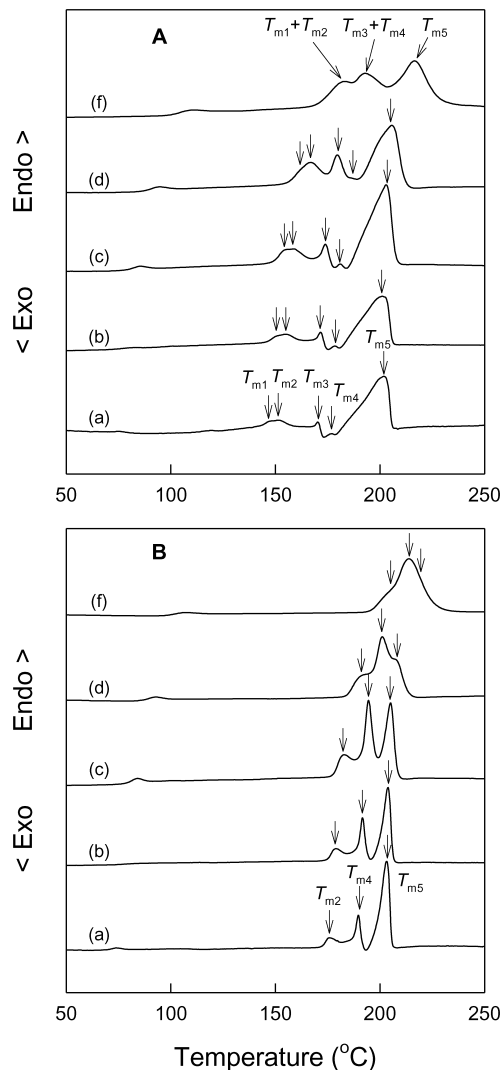 A
Tm1+Tm2 Tm3+Tm4 Tm5
(f)
(d)
(c)
(b)
(a)
Tm1 Tm2 Tm3 Tm4 Tm5
< Exo Endo >
50 100 150 200 250
B
(f)
(d)
(c)
(b)
(a)
Tm2 Tm4 Tm5
< Exo Endo >
50 100 150 200 250
Temperature (°C)